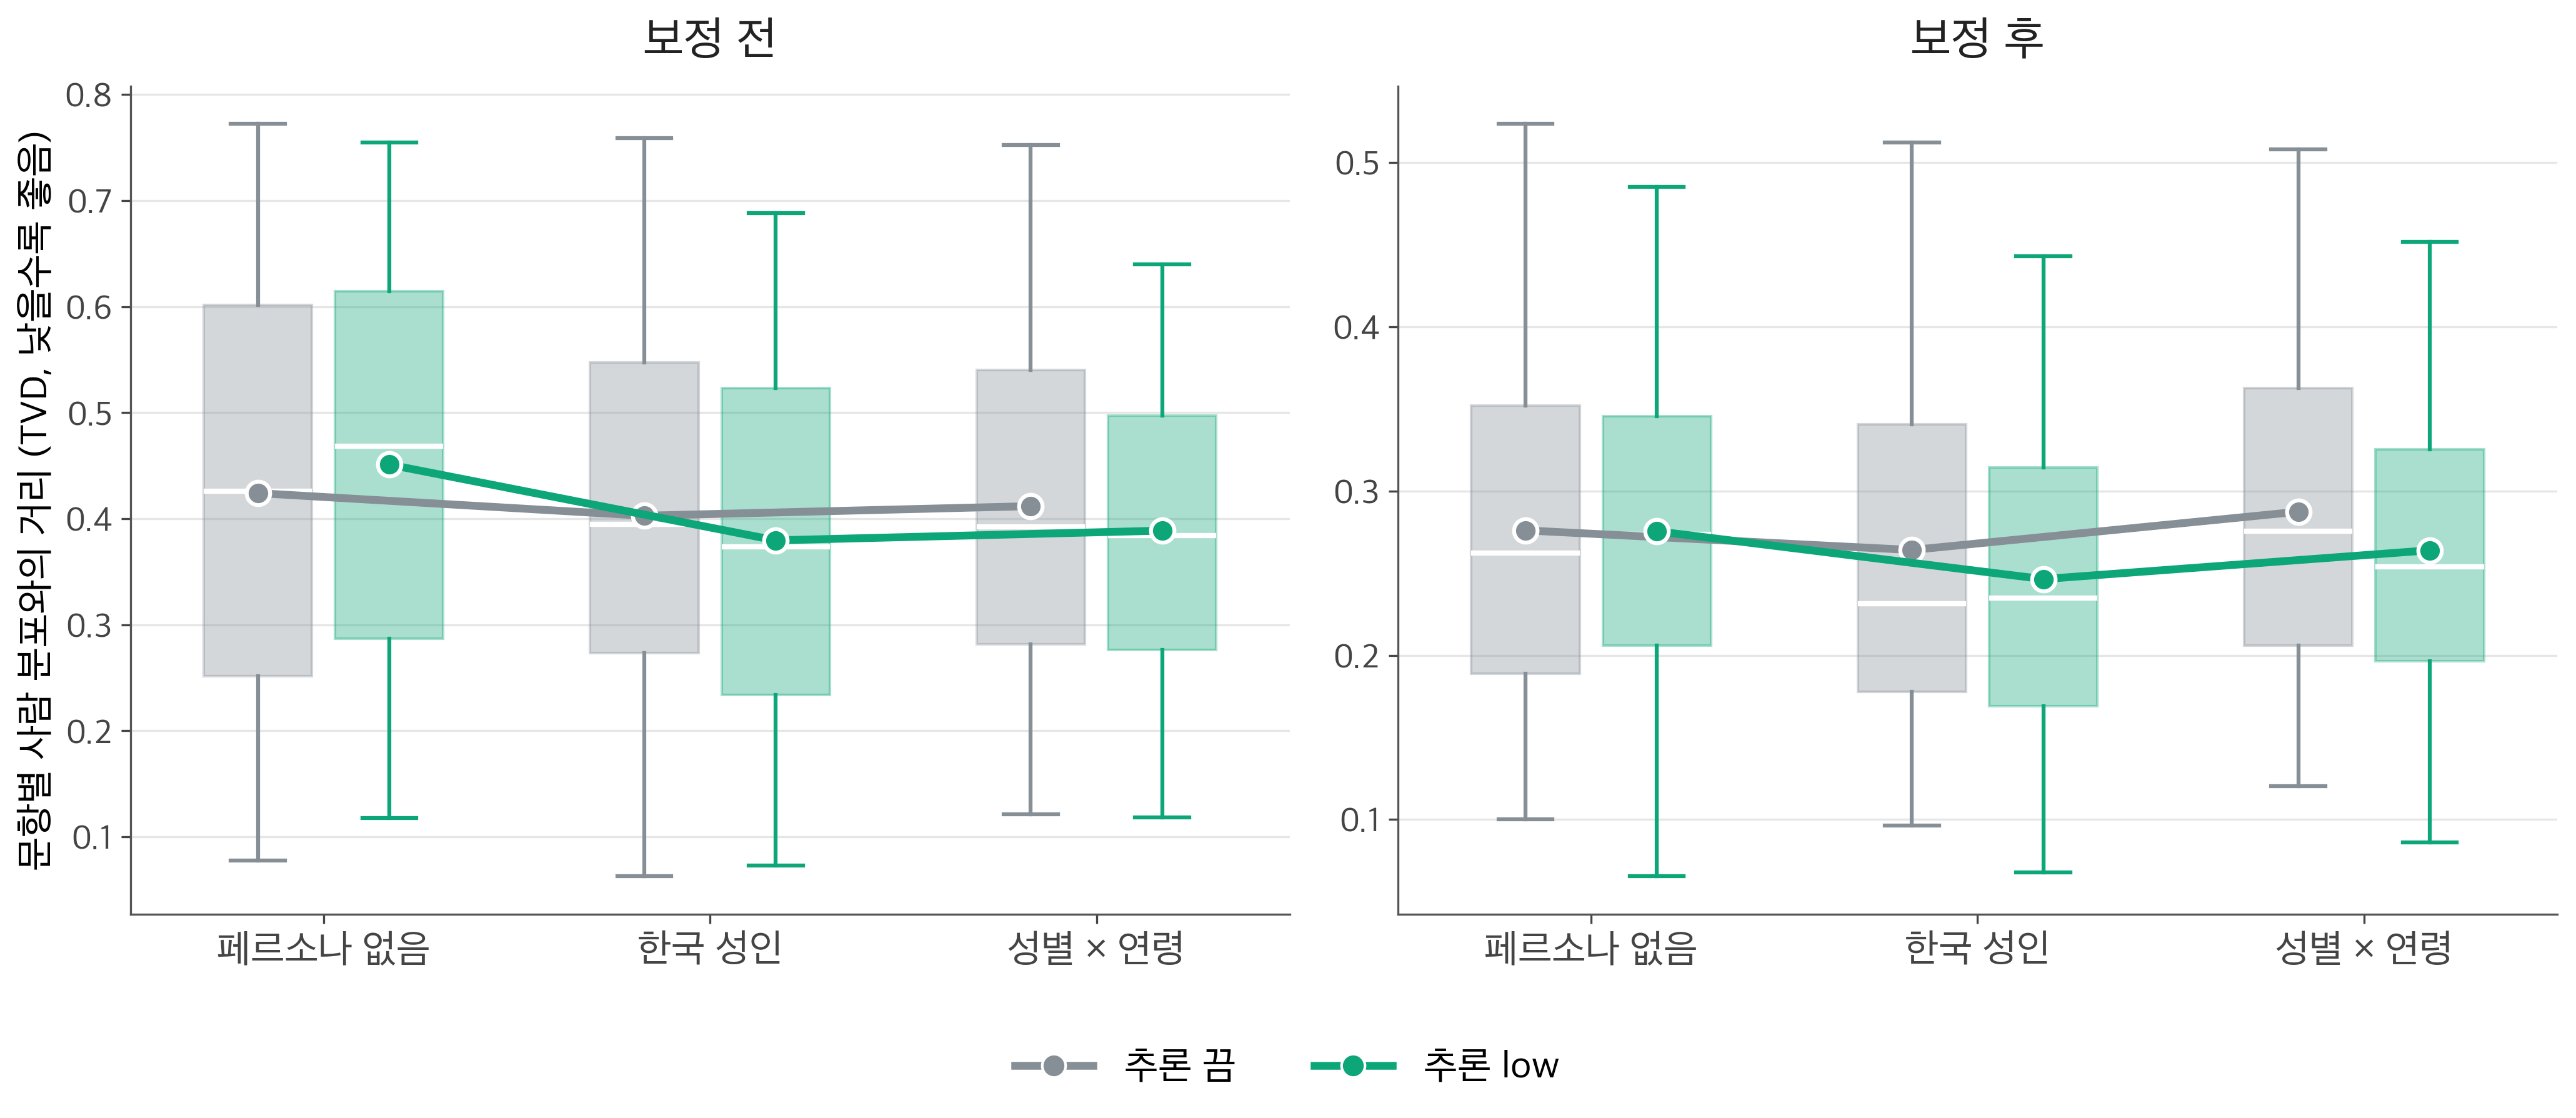 보정 전
보정 후
문항별 사람 분포와의 거리 (TVD, 낮을수록 좋음)
0.8
0.7
0.6
0.5
0.4
0.3
0.2
0.1
0.5
0.4
0.3
0.2
0.1
페르소나 없음
한국 성인
성별 × 연령
페르소나 없음
한국 성인
성별 × 연령
추론 끔
추론 low